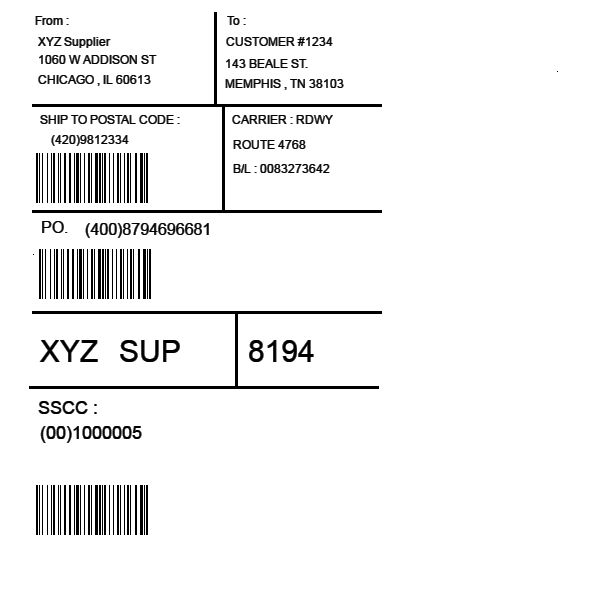 From :
XYZ Supplier
1060 W ADDISON ST
CHICAGO , IL 60613
To :
CUSTOMER #1234
143 BEALE ST.
MEMPHIS , TN 38103
SHIP TO POSTAL CODE :
(420)9812334
CARRIER : RDWY
ROUTE 4768
B/L : 0083273642
PO. (400)8794696681
XYZ SUP
8194
SSCC :
(00)1000005